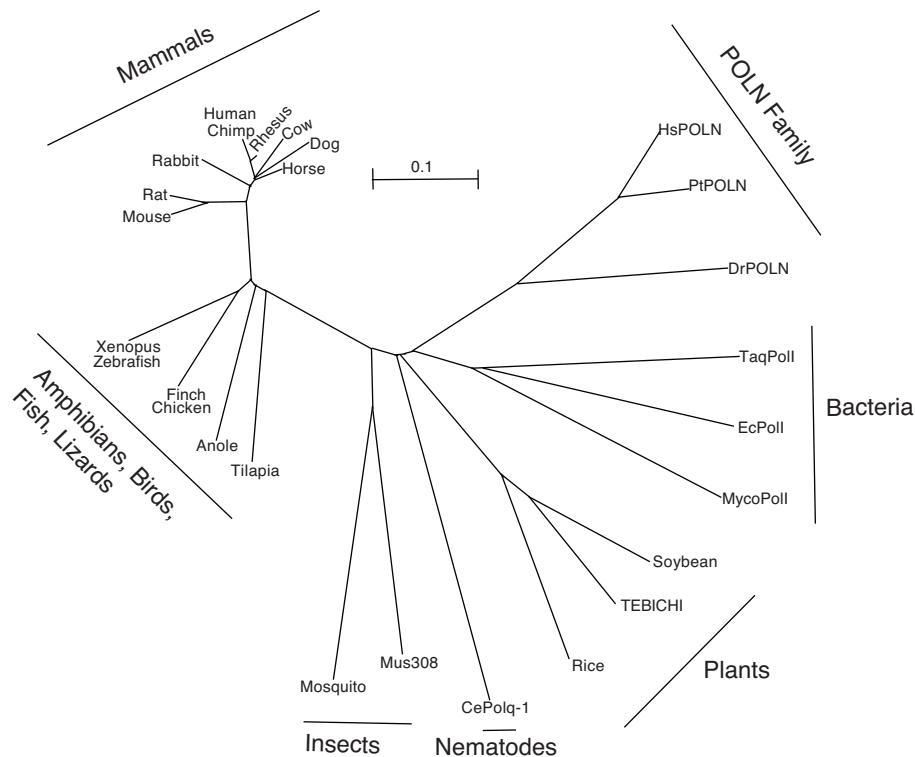 Mammals
Human
Chimp
Rhesus
Cow
Dog
Horse
Rabbit
Rat
Mouse
0.1
POLN Family
HsPOLN
PtPOLN
DrPOLN
TaqPolI
EcPolI
MycoPolI
Bacteria
Xenopus
Zebrafish
Finch
Chicken
Anole
Tilapia
Amphibians, Birds,
Fish, Lizards
Soybean
TEBICHI
Rice
Plants
Mus308
Mosquito
CePolq-1
Insects
Nematodes